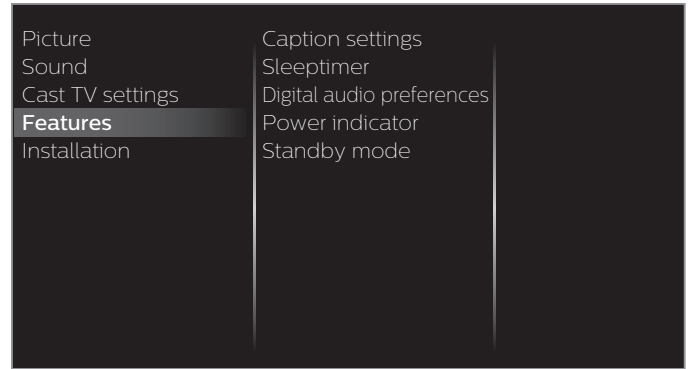 Picture
Sound
Cast TV settings
Features
Installation
Caption settings
Sleeptimer
Digital audio preferences
Power indicator
Standby mode